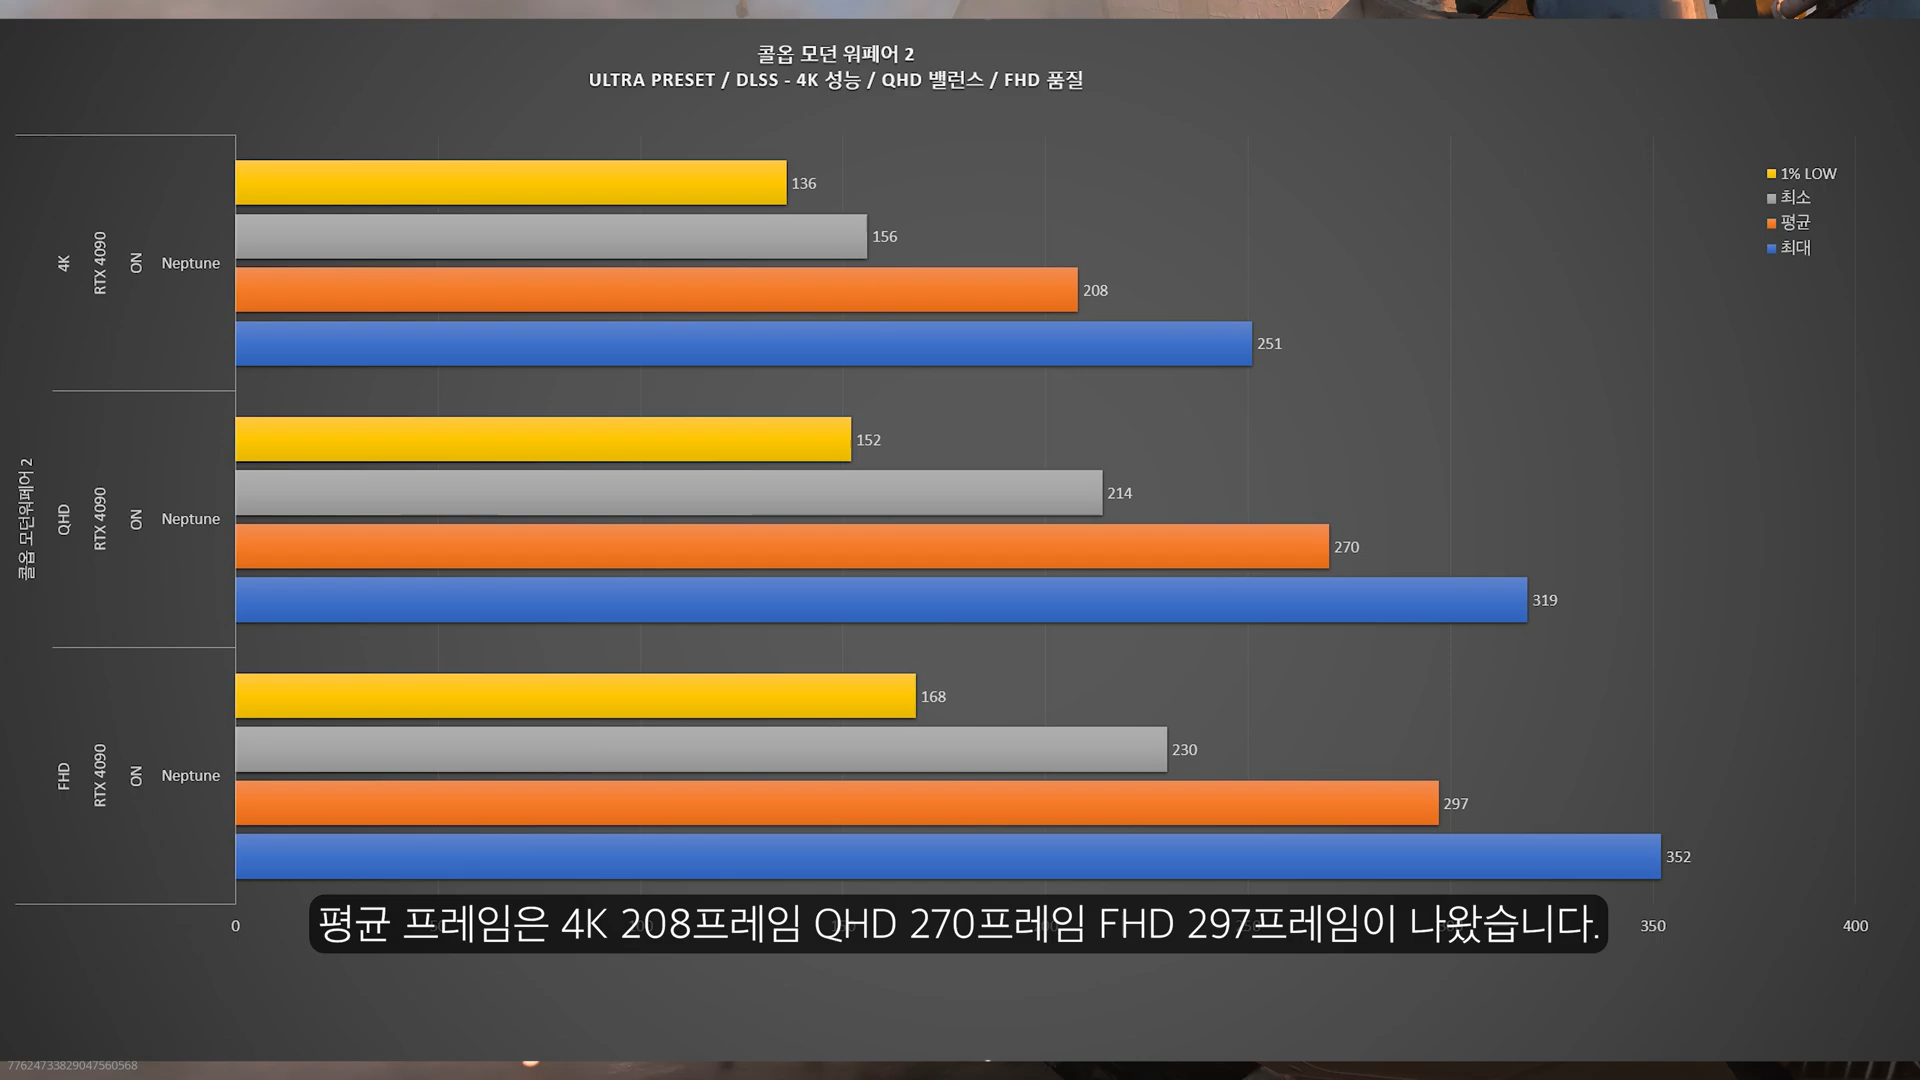 콜옵 모던 워페어 2
ULTRA PRESET / DLSS - 4K 성능 / QHD 밸런스 / FHD 품질
1% LOW
최소
평균
최대
콜옵 모던워페어 2
4K
RTX 4090
ON
Neptune
136
156
208
251
QHD
RTX 4090
ON
Neptune
152
214
270
319
FHD
RTX 4090
ON
Neptune
168
230
297
352
0
350
400
평균 프레임은 4K 208프레임 QHD 270프레임 FHD 297프레임이 나왔습니다.
77624733829047560568